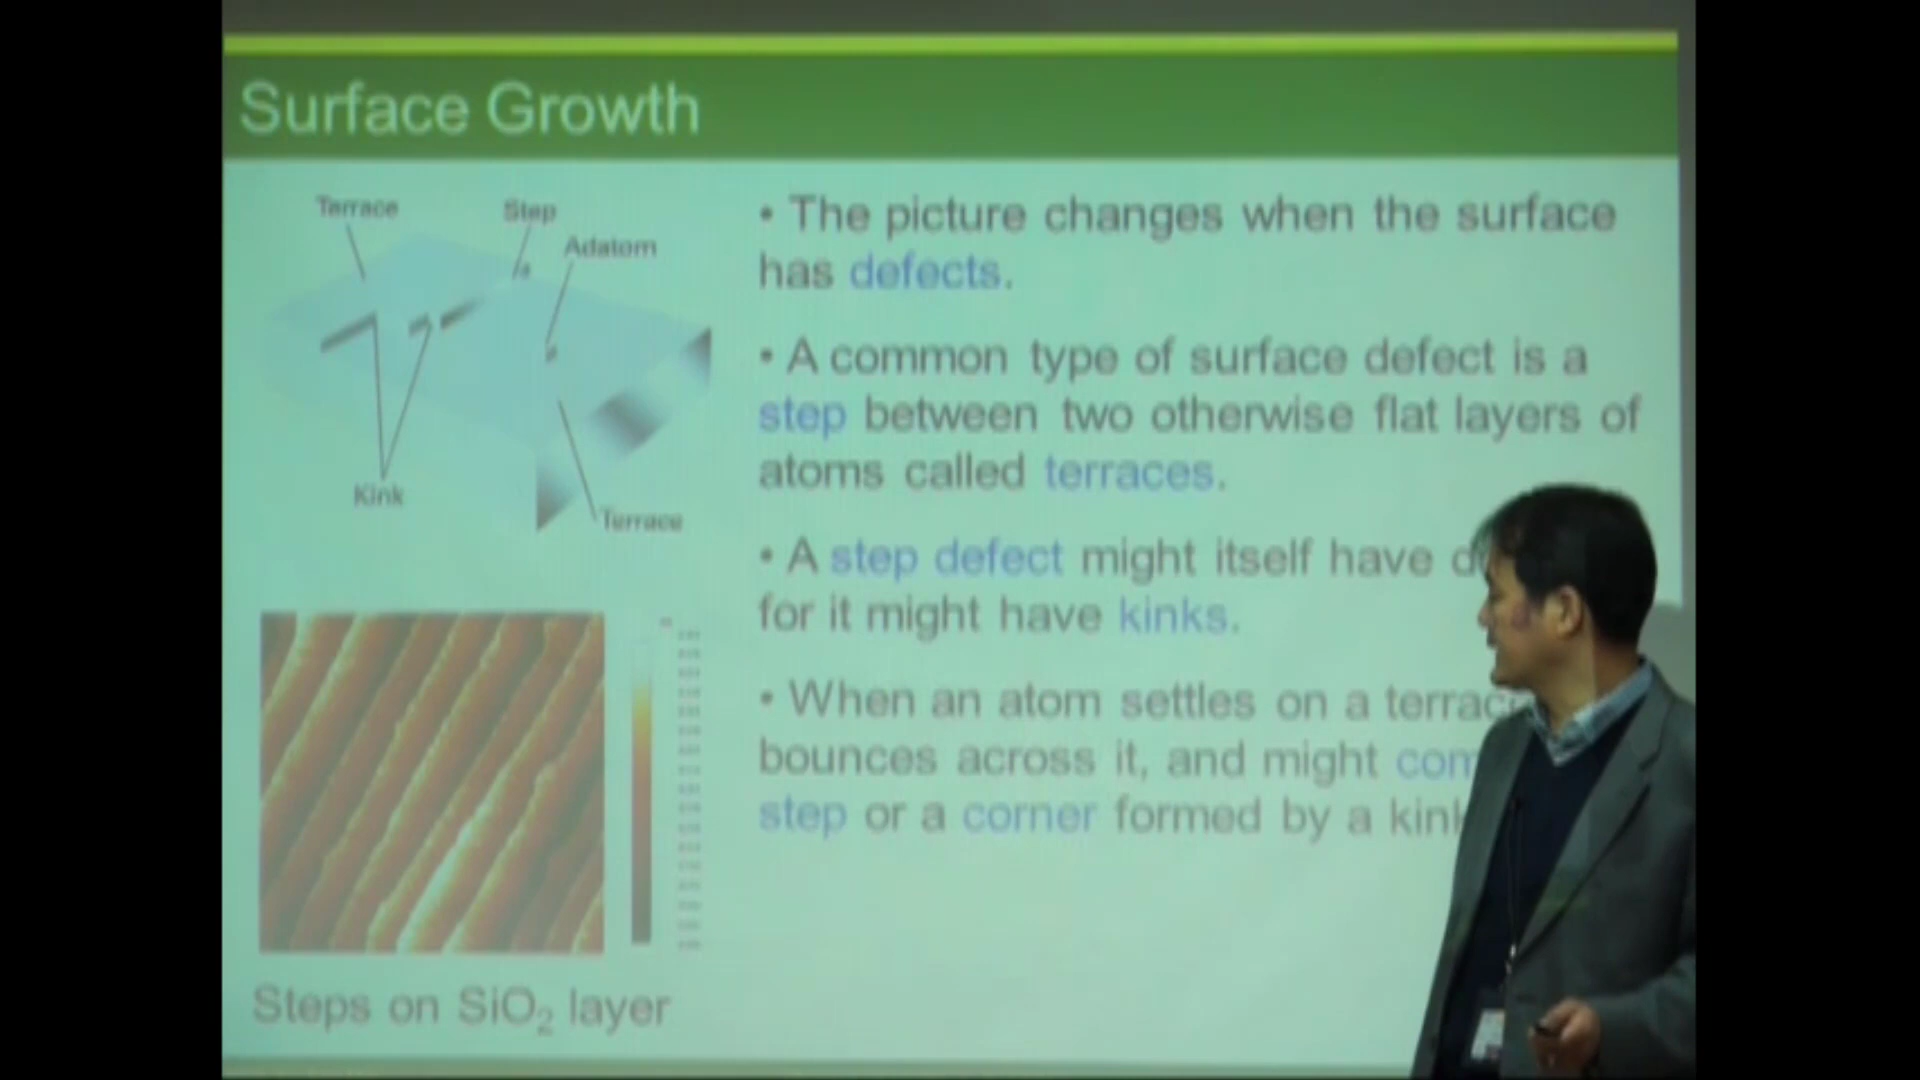 Surface Growth
Terrace
Step
Adatom
Kink
Terrace
• The picture changes when the surface
has defects.
• A common type of surface defect is a
step between two otherwise flat layers of
atoms called terraces.
• A step defect might itself have
for it might have kinks.
• When an atom settles on a
bounces across it, and might
step or a corner formed by a
Steps on SiO₂ layer